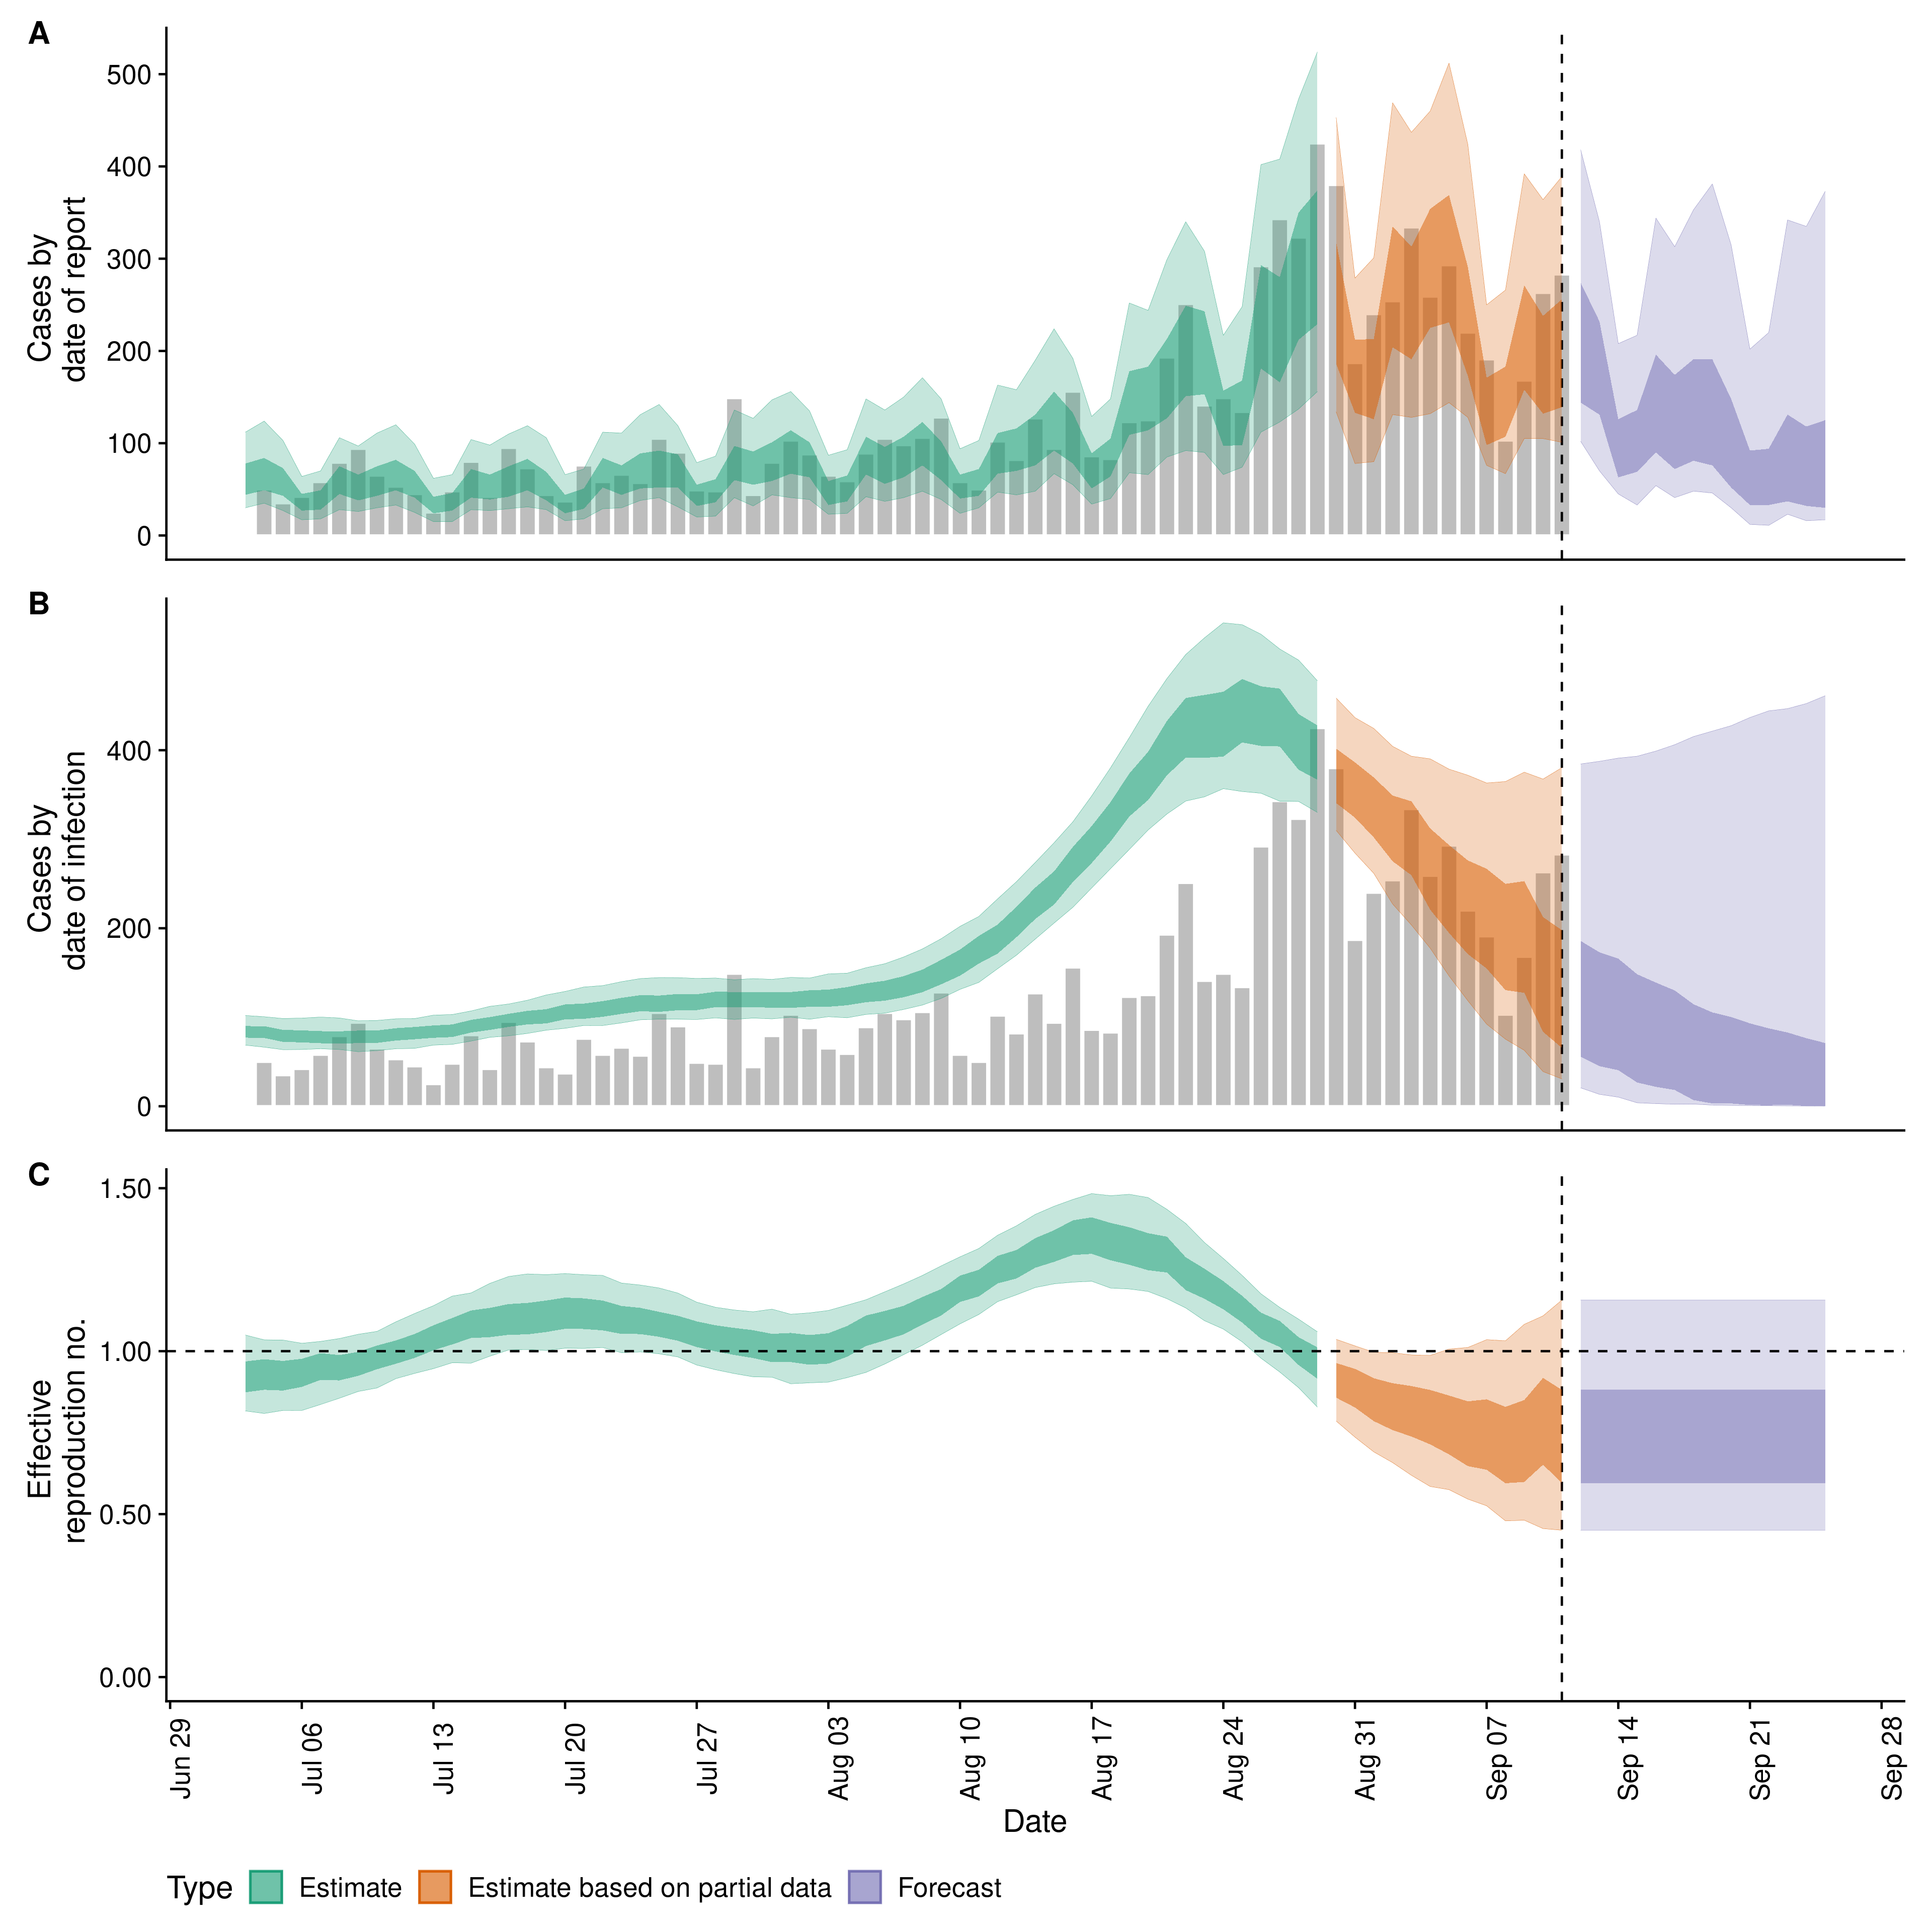 A
Cases by
date of report
500
400
300
200
100
0
B
Cases by
date of infection
400
200
0
C
Effective
reproduction no.
1.50
1.00
0.50
0.00
Jun 29
Jul 06
Jul 13
Jul 20
Jul 27
Aug 03
Aug 10
Aug 17
Aug 24
Aug 31
Sep 07
Sep 14
Sep 21
Sep 28
Date
Type Estimate Estimate based on partial data Forecast